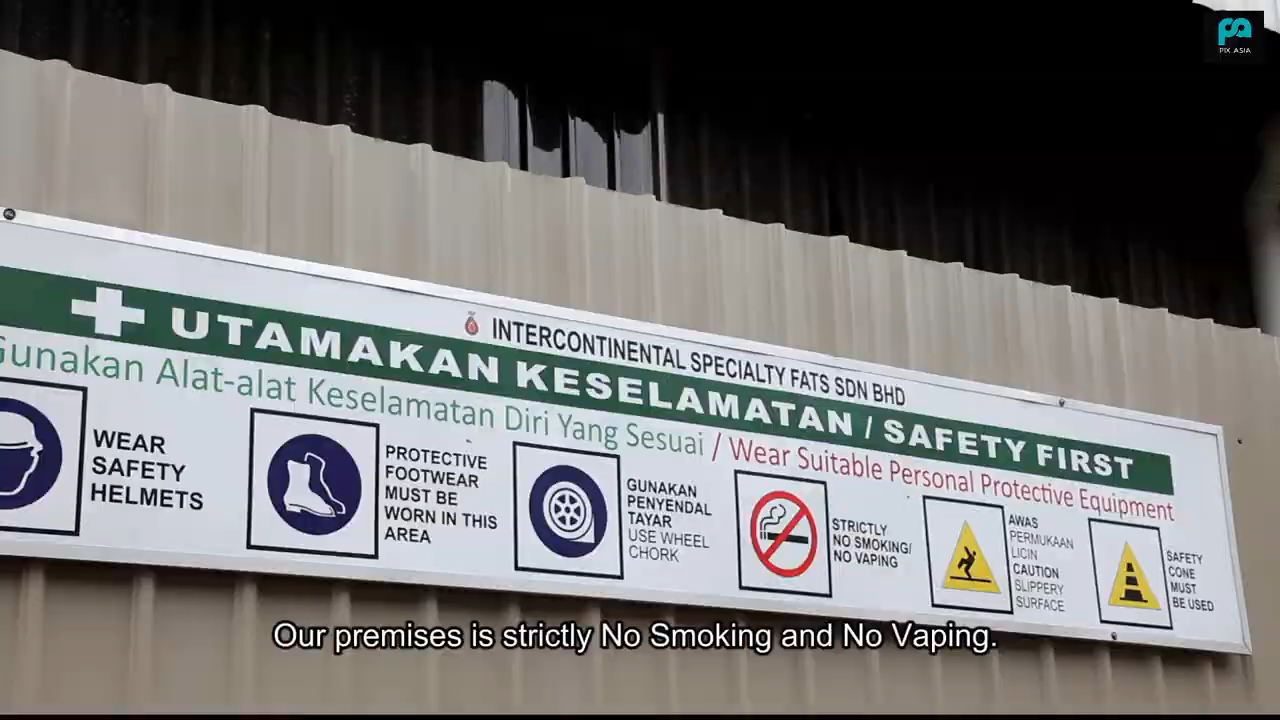 PIX ASIA
INTERCONTINENTAL SPECIALTY FATS SDN BHD
UTAMAKAN KESELAMATAN / SAFETY FIRST
Gunakan Alat-alat Keselamatan Diri Yang Sesuai / Wear Suitable Personal Protective Equipment
WEAR
SAFETY
HELMETS
PROTECTIVE
FOOTWEAR
MUST BE
WORN IN THIS
AREA
GUNAKAN
PENYENDAL
TAYAR
USE WHEEL
CHORK
STRICTLY
NO SMOKING/
NO VAPING
AWAS
PERMUKAAN
LICIN
CAUTION
SLIPPERY
SURFACE
SAFETY
CONE
MUST
BE USED
Our premises is strictly No Smoking and No Vaping.